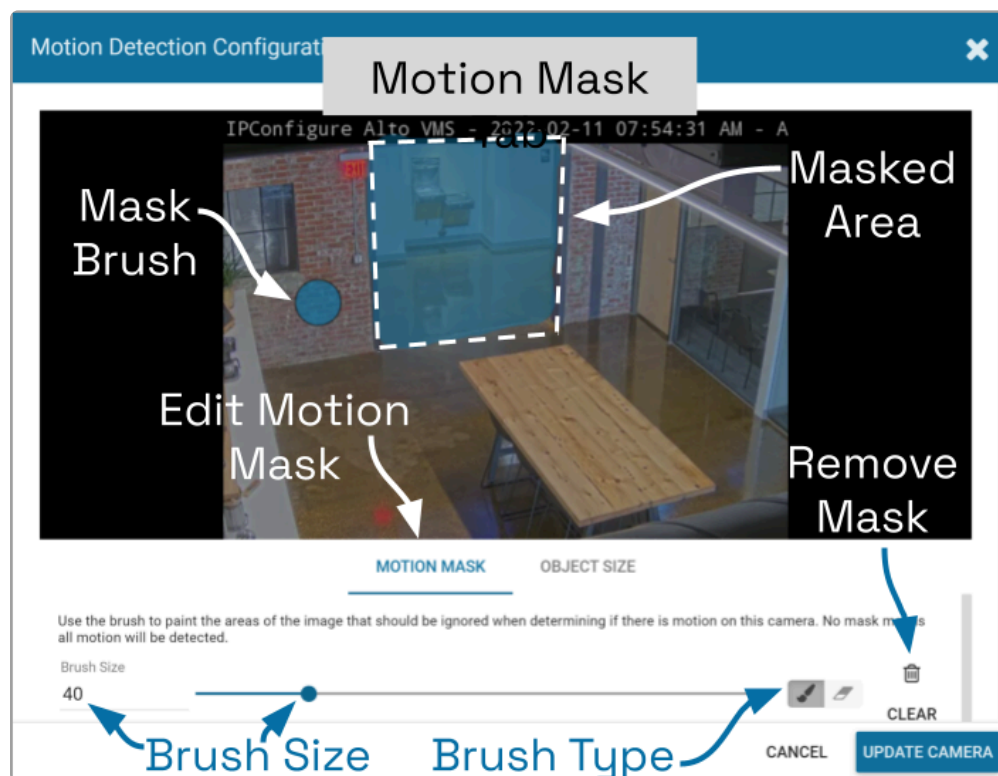 Motion Detection Configurati
Motion Mask
Tab
IPConfigure Alto VMS - 2022-02-11 07:54:31 AM - A
Masked
Area
Mask
Brush
Edit Motion
Mask
Remove
Mask
MOTION MASK OBJECT SIZE
Use the brush to paint the areas of the image that should be ignored when determining if there is motion on this camera. No mask m s
all motion will be detected.
Brush Size
40
CLEAR
Brush Size Brush Type
CANCEL UPDATE CAMERA